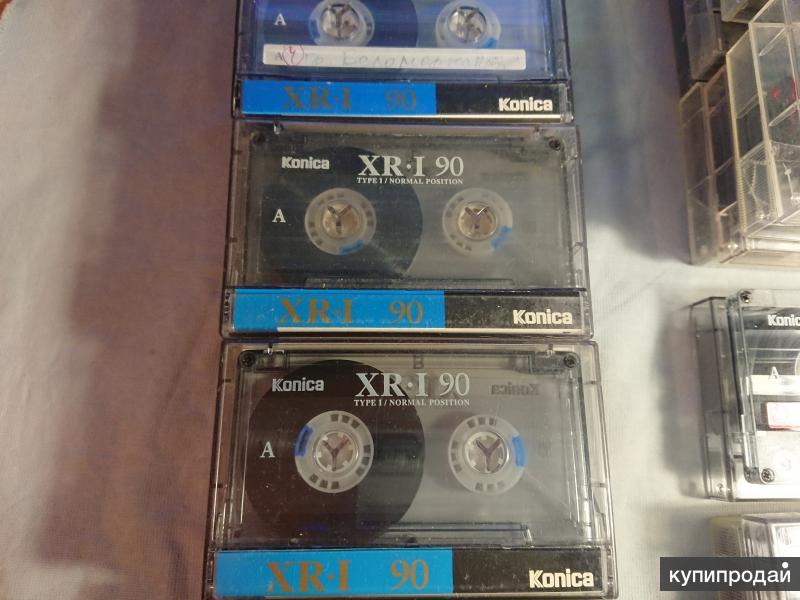 A
XR·I 90 Konica
Konica XR·I 90
TYPE I / NORMAL POSITION
A
XR·I 90 Konica
Konica XR·I 90
TYPE I / NORMAL POSITION
A
XR·I 90 Konica
Konica
A
купипродай